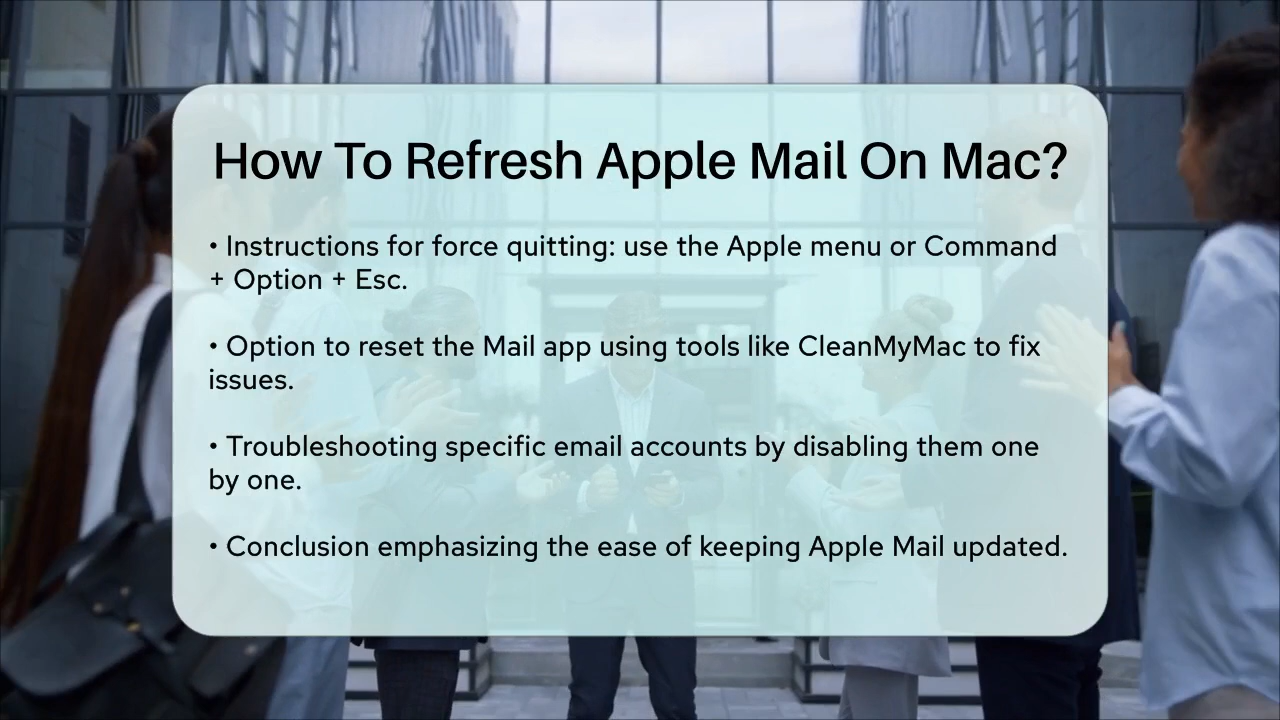 How To Refresh Apple Mail On Mac?
• Instructions for force quitting: use the Apple menu or Command
+ Option + Esc.
• Option to reset the Mail app using tools like CleanMyMac to fix
issues.
• Troubleshooting specific email accounts by disabling them one
by one.
• Conclusion emphasizing the ease of keeping Apple Mail updated.